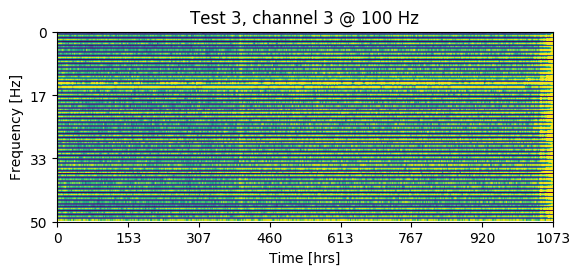 Test 3, channel 3 @ 100 Hz
Frequency [Hz]
0
17
33
50
0 153 307 460 613 767 920 1073
Time [hrs]